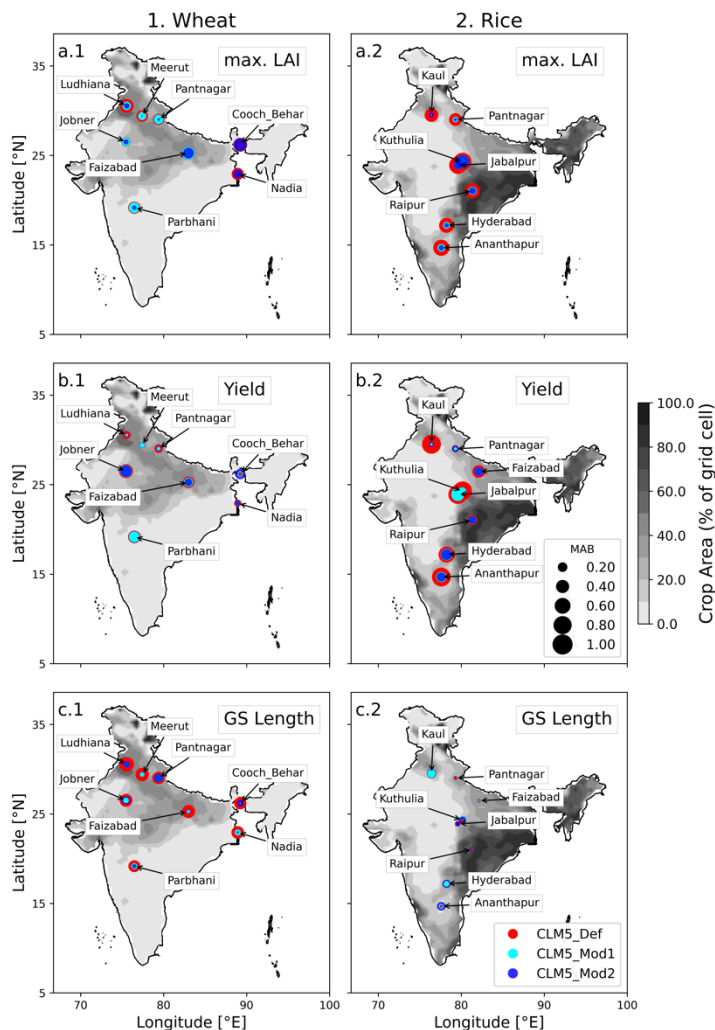 1. Wheat
2. Rice
a.1
max. LAI
Meerut
Ludhiana
Pantnagar
Jobner
Cooch_Behar
Faizabad
Nadia
Parbhani
35
25
15
5
Latitude [°N]
a.2
max. LAI
Kaul
Pantnagar
Kuthulia
Jabalpur
Raipur
Hyderabad
Ananthapur
70
80
90
100
b.1
Yield
Meerut
Ludhiana
Pantnagar
Jobner
Cooch_Behar
Faizabad
Nadia
Parbhani
35
25
15
5
Latitude [°N]
b.2
Yield
Kaul
Pantnagar
Kuthulia
Faizabad
Jabalpur
Raipur
Hyderabad
Ananthapur
MAB
0.20
0.40
0.60
0.80
1.00
100.0
80.0
60.0
40.0
20.0
0.0
Crop Area (% of grid cell)
c.1
GS Length
Meerut
Ludhiana
Pantnagar
Jobner
Cooch_Behar
Faizabad
Nadia
Parbhani
35
25
15
5
Latitude [°N]
70
80
90
100
Longitude [°E]
c.2
GS Length
Kaul
Pantnagar
Kuthulia
Faizabad
Jabalpur
Raipur
Hyderabad
Ananthapur
CLM5_Def
CLM5_Mod1
CLM5_Mod2
70
80
90
100
Longitude [°E]